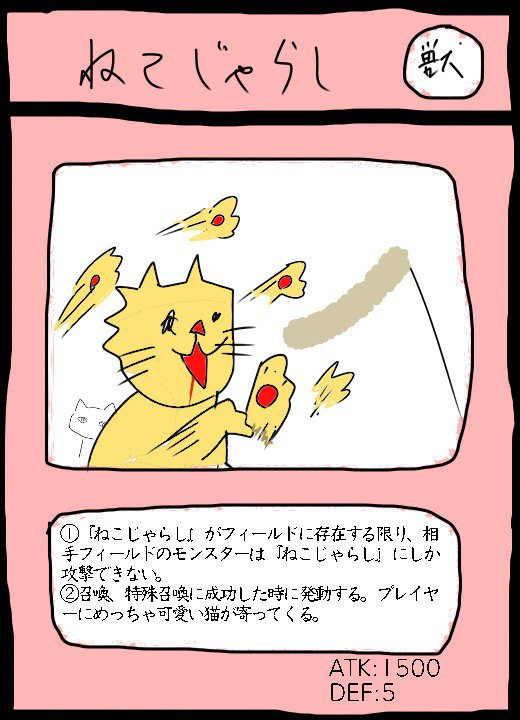 ねこじゃらし
獣
①『ねこじゃらし』がフィールドに存在する限り、相
手フィールドのモンスターは『ねこじゃらし』にしか
攻撃できない。
②召喚、特殊召喚に成功した時に発動する。プレイヤ
ーにめっちゃ可愛い猫が寄ってくる。
ATK:1500
DEF:5